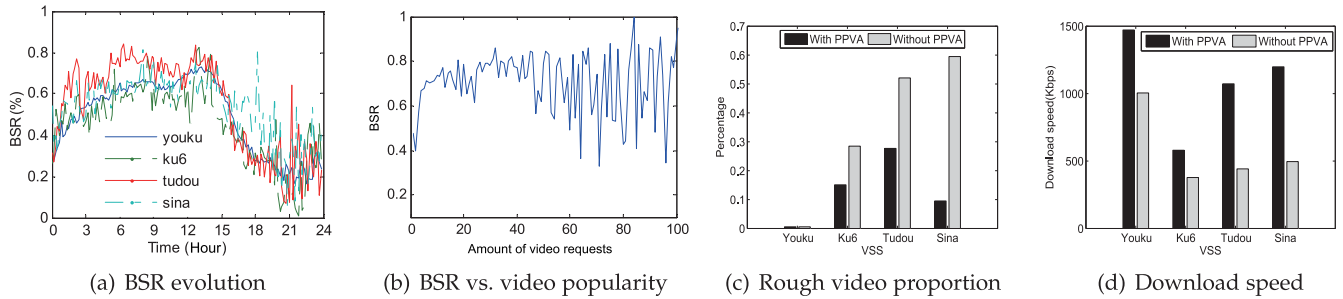 1
0.8
0.6
0.4
0.2
0
BSR (%)
youku
ku6
tudou
sina
0 3 6 9 12 15 18 21 24
Time (Hour)
(a) BSR evolution
1
0.8
0.6
0.4
0.2
BSR
0 20 40 60 80 100
Amount of video requests
(b) BSR vs. video popularity
0.7
0.6
0.5
0.4
0.3
0.2
0.1
0
Percentage
With PPVA Without PPVA
Youku Ku6 Tudou Sina
VSS
(c) Rough video proportion
1500
1000
500
0
Download speed(Kbps)
With PPVA Without PPVA
Youku Ku6 Tudou Sina
VSS
(d) Download speed